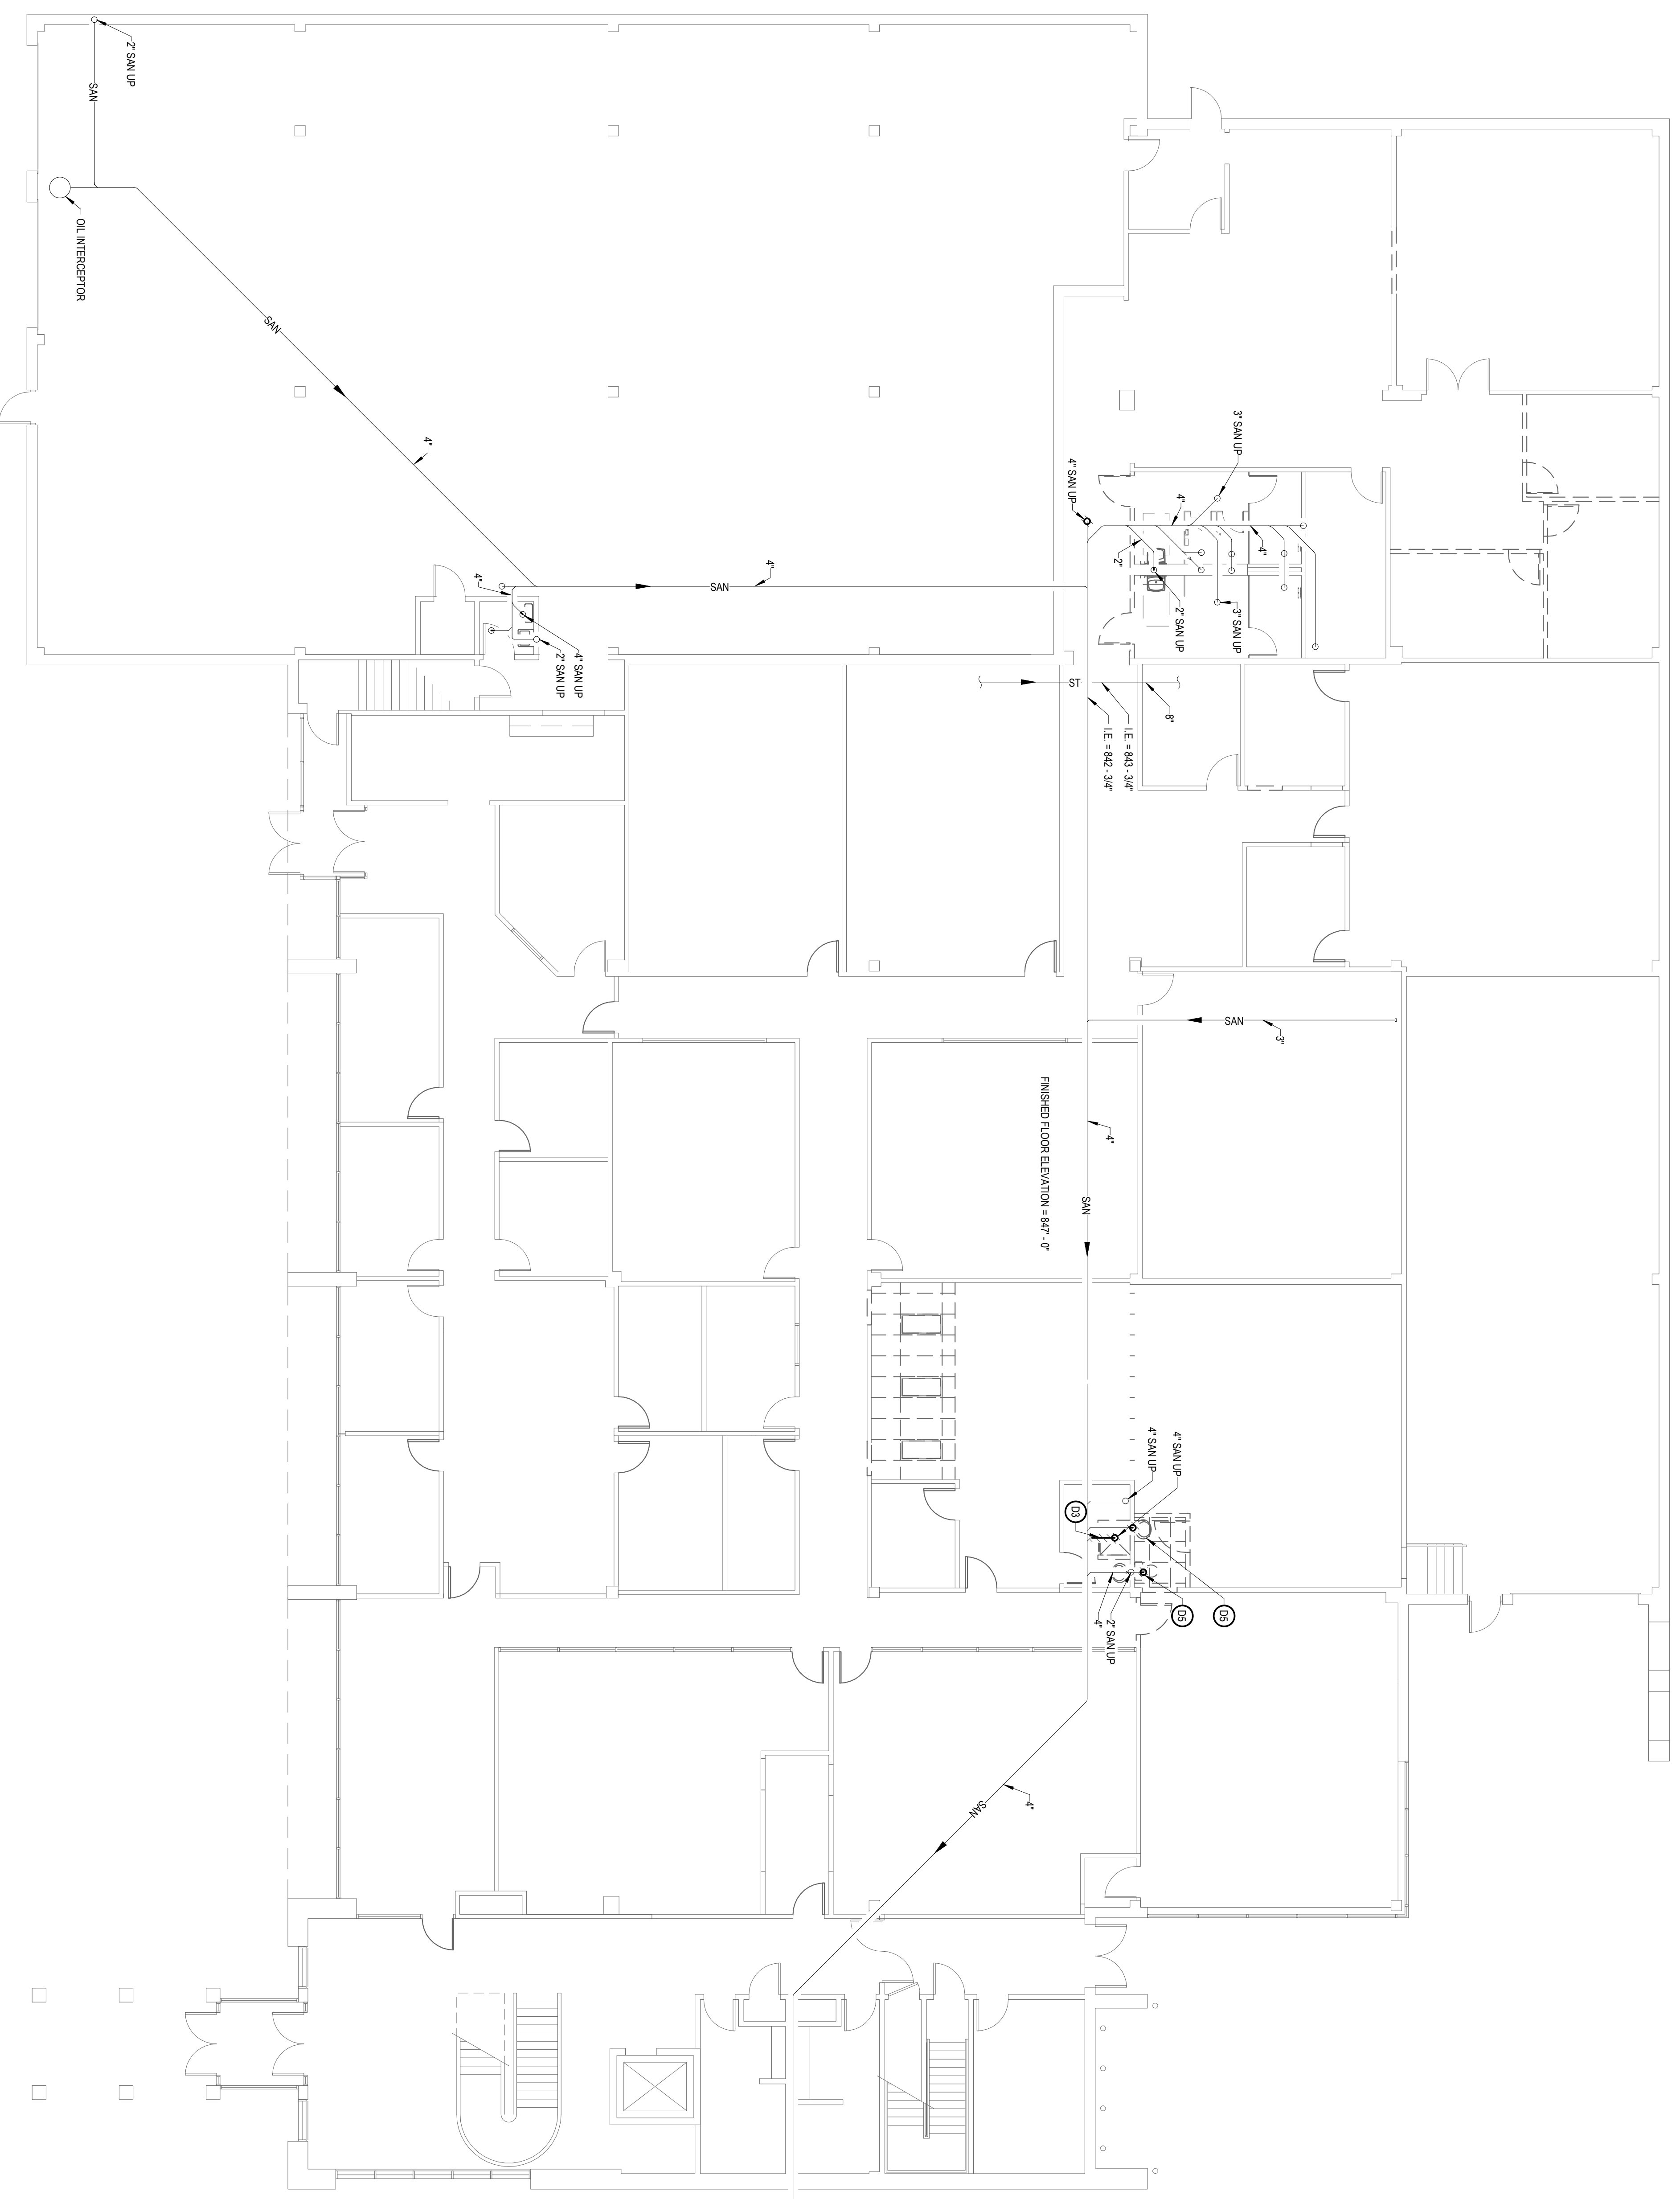 2" SAN UP
SAN
OIL INTERCEPTOR
SAN
4"
4"
SAN
4"
4" SAN UP
2" SAN UP
4" SAN UP
3" SAN UP
4"
4"
2"
2" SAN UP
3" SAN UP
ST
8"
I.E. = 843 - 3/4"
I.E. = 842 - 3/4"
SAN
3"
4"
FINISHED FLOOR ELEVATION = 847' - 0"
SAN
4" SAN UP
4" SAN UP
D3
D5
D5
2" SAN UP
4"
4"
SAN